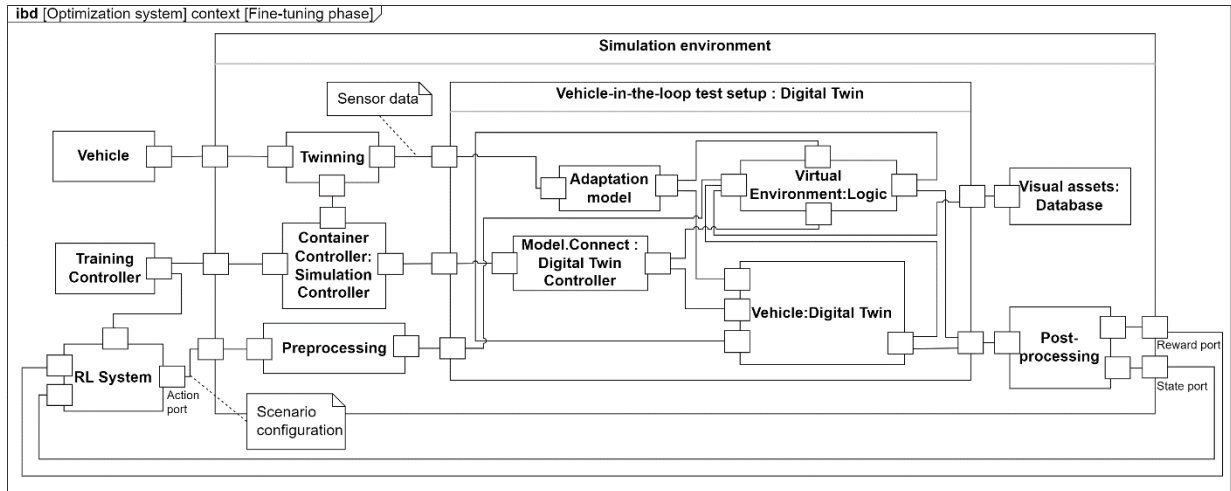 ibd [Optimization system] context [Fine-tuning phase]
Simulation environment
Sensor data
Vehicle-in-the-loop test setup : Digital Twin
Vehicle
Twinning
Adaptation
model
Virtual
Environment:Logic
Visual assets:
Database
Training
Controller
Container
Controller:
Simulation
Controller
Model.Connect :
Digital Twin
Controller
Vehicle:Digital Twin
Preprocessing
Post-
processing
Reward port
State port
RL System
Action
port
Scenario
configuration